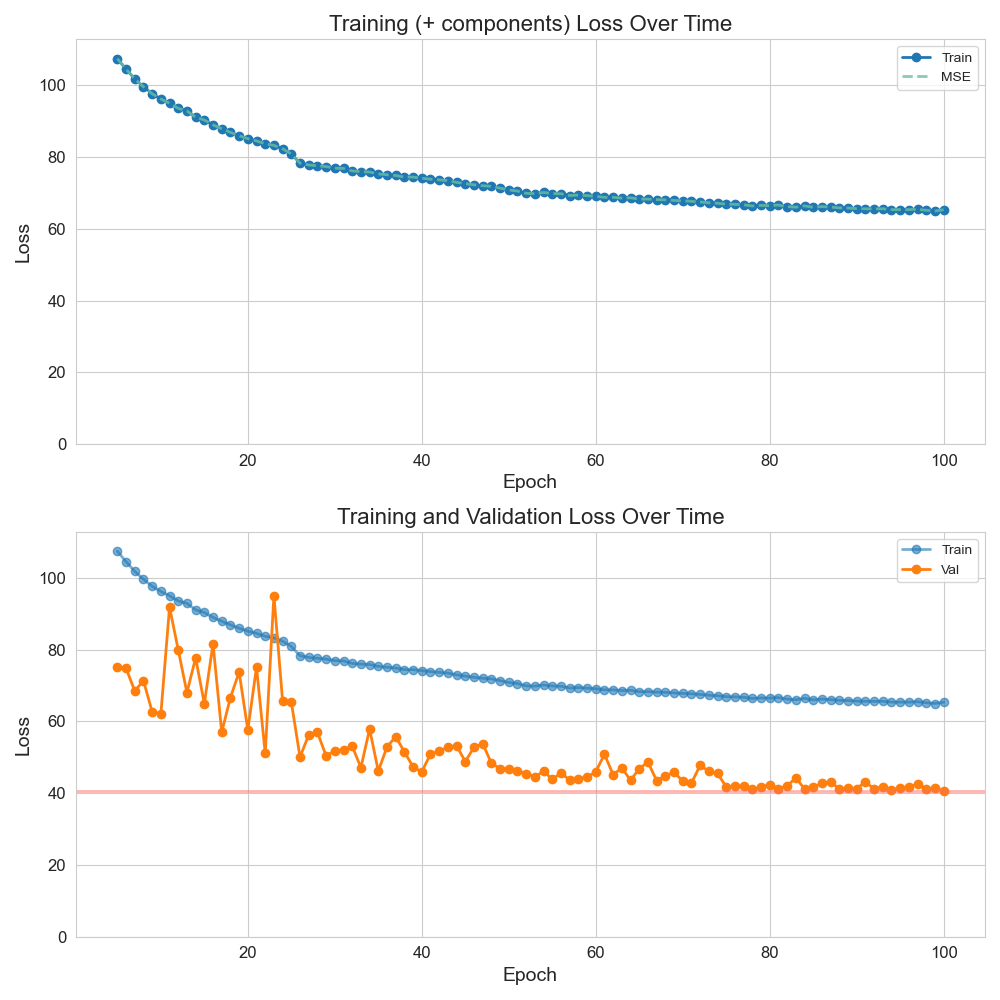 Training (+ components) Loss Over Time
Train
MSE
100
80
60
40
20
0
Loss
20 40 60 80 100
Epoch
Training and Validation Loss Over Time
Train
Val
100
80
60
40
20
0
Loss
20 40 60 80 100
Epoch